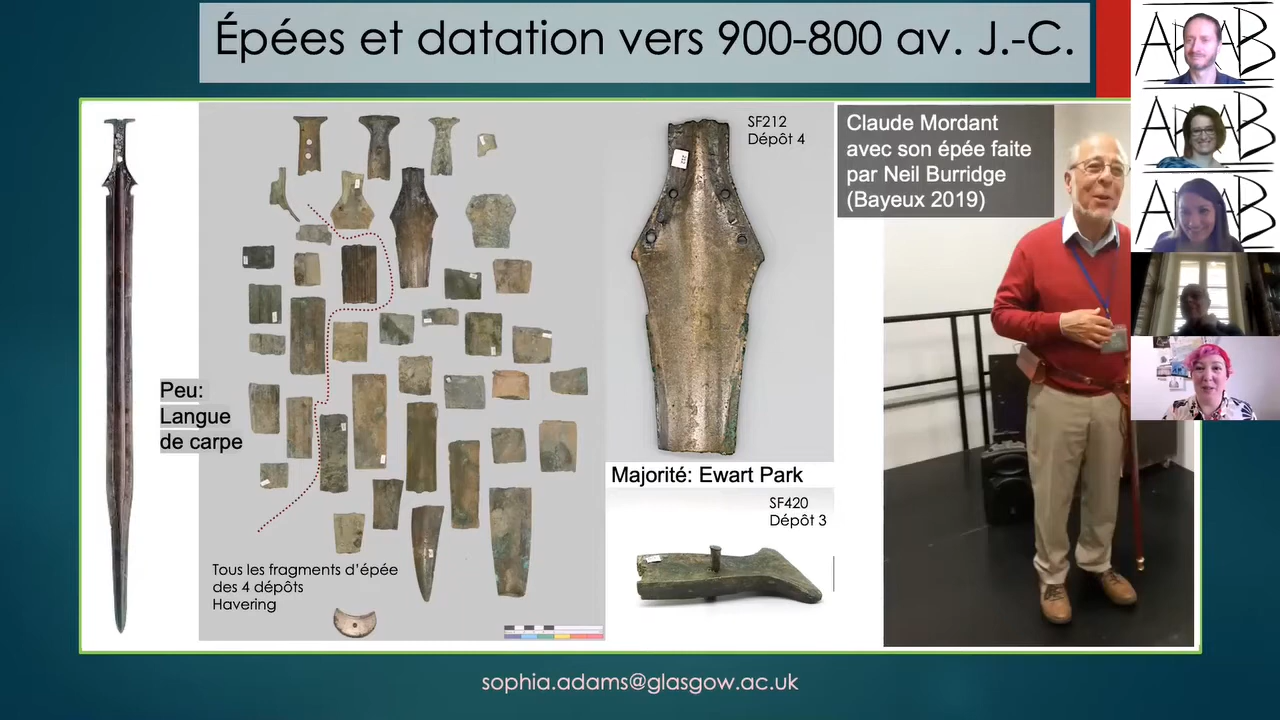 Épées et datation vers 900-800 av. J.-C.
SF212
Dépôt 4
Claude Mordant
avec son épée faite
par Neil Burridge
(Bayeux 2019)
Peu:
Langue
de carpe
Majorité: Ewart Park
SF420
Dépôt 3
Tous les fragments d’épée
des 4 dépôts
Havering
sophia.adams@glasgow.ac.uk